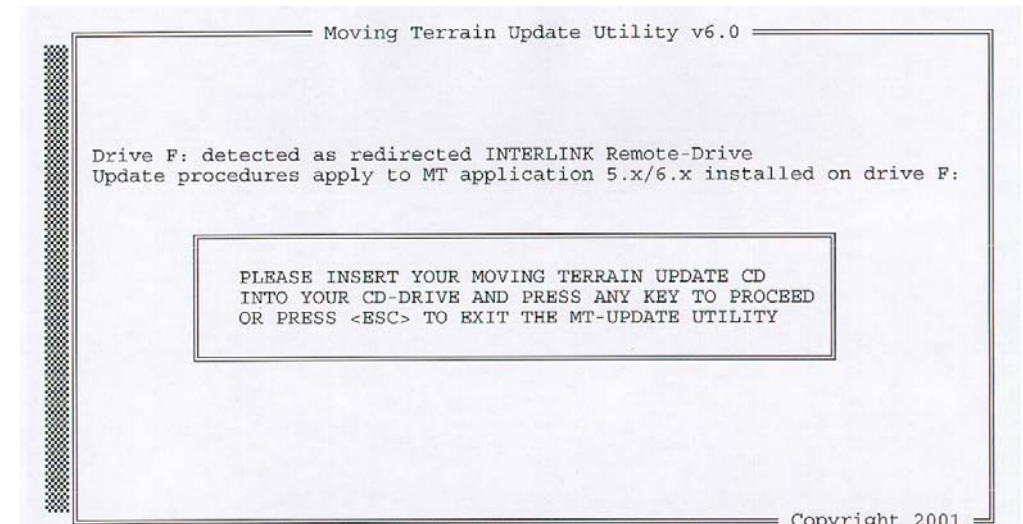 Moving Terrain Update Utility v6.0
Drive F: detected as redirected INTERLINK Remote-Drive
Update procedures apply to MT application 5.x/6.x installed on drive F:
PLEASE INSERT YOUR MOVING TERRAIN UPDATE CD
INTO YOUR CD-DRIVE AND PRESS ANY KEY TO PROCEED
OR PRESS <ESC> TO EXIT THE MT-UPDATE UTILITY
Copyright 2001